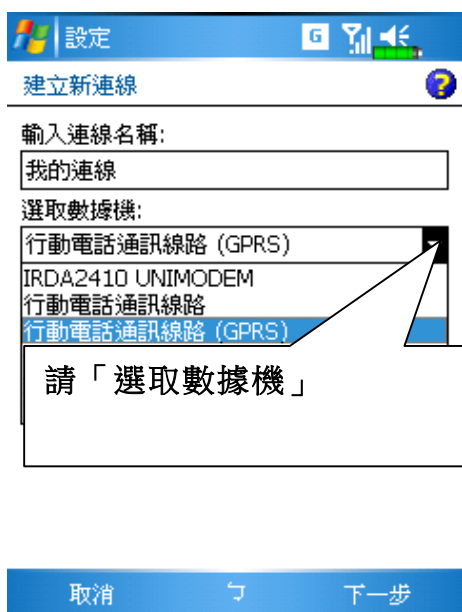 設定
G
建立新連線
?
輸入連線名稱:
我的連線
選取數據機:
行動電話通訊線路 (GPRS)
IRDA2410 UNIMODEM
行動電話通訊線路
行動電話通訊線路 (GPRS)
請「選取數據機」
取消 ㄅ 下一步